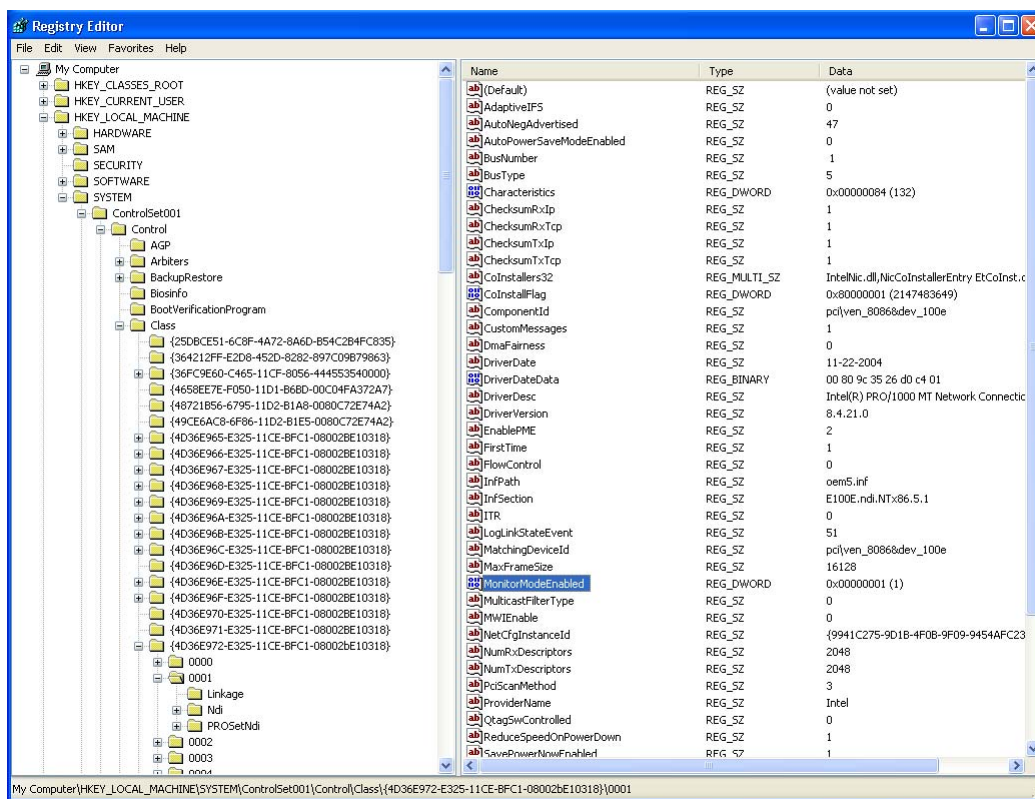 Registry Editor
File Edit View Favorites Help
My Computer
HKEY_CLASSES_ROOT
HKEY_CURRENT_USER
HKEY_LOCAL_MACHINE
HARDWARE
SAM
SECURITY
SOFTWARE
SYSTEM
ControlSet001
Control
AGP
Arbiters
BackupRestore
Biosinfo
BootVerificationProgram
Class
{25DBCE51-6C8F-4A72-8A6D-B54C2B4FC835}
{364212FF-E2D8-452D-8282-897C09B79863}
{36FC9E60-C465-11CF-8056-444553540000}
{4658EE7E-F050-11D1-B6BD-00C04FA372A7}
{48721B56-6795-11D2-B1A8-0080C72E74A2}
{49CE6AC8-6F86-11D2-B1E5-0080C72E74A2}
{4D36E965-E325-11CE-BFC1-08002BE10318}
{4D36E966-E325-11CE-BFC1-08002BE10318}
{4D36E967-E325-11CE-BFC1-08002BE10318}
{4D36E968-E325-11CE-BFC1-08002BE10318}
{4D36E969-E325-11CE-BFC1-08002BE10318}
{4D36E96A-E325-11CE-BFC1-08002BE10318}
{4D36E96B-E325-11CE-BFC1-08002BE10318}
{4D36E96C-E325-11CE-BFC1-08002BE10318}
{4D36E96D-E325-11CE-BFC1-08002BE10318}
{4D36E96E-E325-11CE-BFC1-08002BE10318}
{4D36E96F-E325-11CE-BFC1-08002BE10318}
{4D36E970-E325-11CE-BFC1-08002BE10318}
{4D36E971-E325-11CE-BFC1-08002BE10318}
{4D36E972-E325-11CE-BFC1-08002bE10318}
0000
0001
Linkage
Ndi
PROSetNdi
0002
0003
0004
Name Type Data
(Default) REG_SZ (value not set)
AdaptiveIFS REG_SZ 0
AutoNegAdvertised REG_SZ 47
AutoPowerSaveModeEnabled REG_SZ 0
BusNumber REG_SZ 1
BusType REG_SZ 5
Characteristics REG_DWORD 0x00000084 (132)
ChecksumRxIp REG_SZ 1
ChecksumRxTcp REG_SZ 1
ChecksumTxIp REG_SZ 1
ChecksumTxTcp REG_SZ 1
CoInstallers32 REG_MULTI_SZ IntelNic.dll,NicCoInstallerEntry EtCoInst.d
CoInstallFlag REG_DWORD 0x80000001 (2147483649)
ComponentId REG_SZ pci\ven_8086&dev_100e
CustomMessages REG_SZ 1
DmaFairness REG_SZ 0
DriverDate REG_SZ 11-22-2004
DriverDateData REG_BINARY 00 80 9c 35 26 d0 c4 01
DriverDesc REG_SZ Intel(R) PRO/1000 MT Network Connectic
DriverVersion REG_SZ 8.4.21.0
EnablePME REG_SZ 2
FirstTime REG_SZ 1
FlowControl REG_SZ 0
InfPath REG_SZ oem5.inf
InfSection REG_SZ E100E.ndi.NTx86.5.1
ITR REG_SZ 0
LogLinkStateEvent REG_SZ 51
MatchingDeviceId REG_SZ pci\ven_8086&dev_100e
MaxFrameSize REG_SZ 16128
MonitorModeEnabled REG_DWORD 0x00000001 (1)
MulticastFilterType REG_SZ 0
MWIEnable REG_SZ 0
NetCfgInstanceId REG_SZ {9941C275-9D1B-4F0B-9F09-9454AFC23
NumRxDescriptors REG_SZ 2048
NumTxDescriptors REG_SZ 2048
PciScanMethod REG_SZ 3
ProviderName REG_SZ Intel
QtagSwControlled REG_SZ 0
ReduceSpeedOnPowerDown REG_SZ 1
SavePowerNowEnabled REG_SZ 1
My Computer\HKEY_LOCAL_MACHINE\SYSTEM\ControlSet001\Control\Class\{4D36E972-E325-11CE-BFC1-08002bE10318}\0001